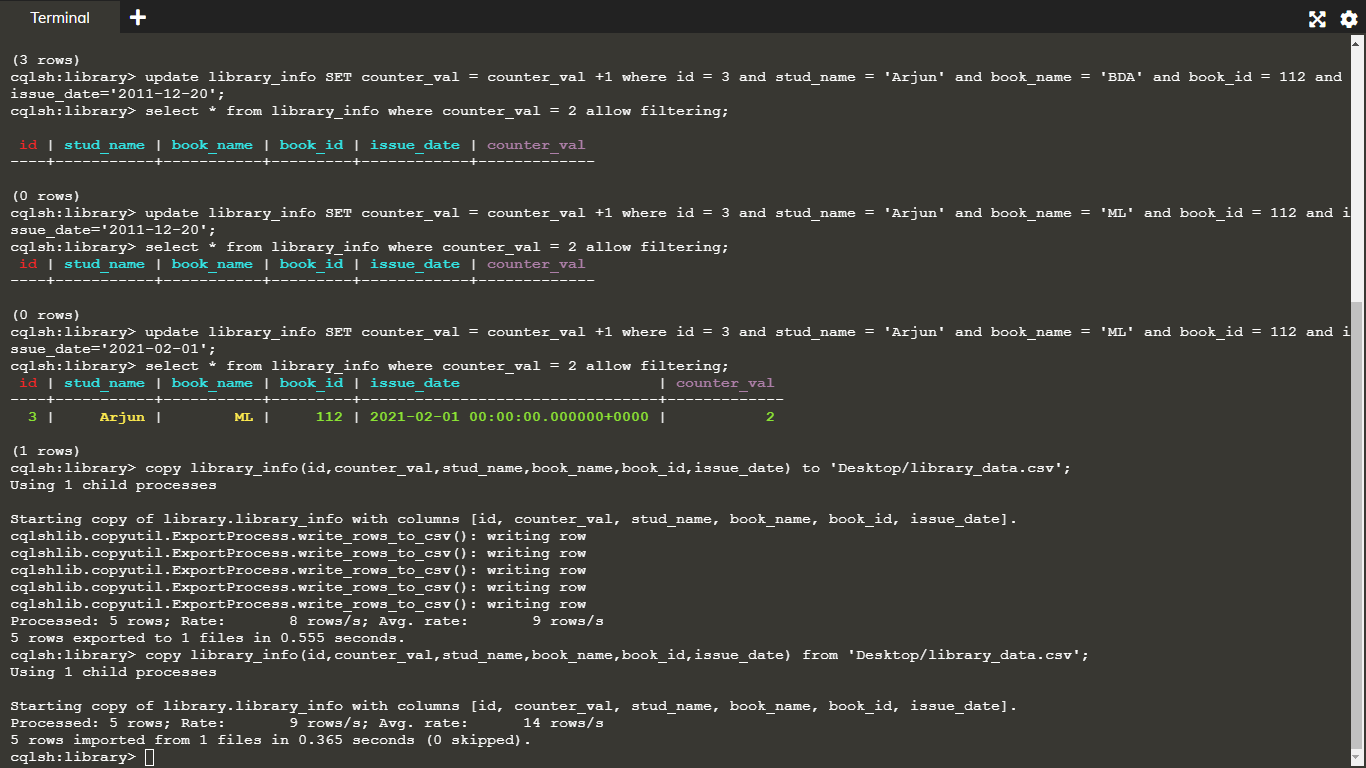 Terminal
(3 rows)
cqlsh:library> update library_info SET counter_val = counter_val +1 where id = 3 and stud_name = 'Arjun' and book_name = 'BDA' and book_id = 112 and
issue_date='2011-12-20';
cqlsh:library> select * from library_info where counter_val = 2 allow filtering;
 id | stud_name | book_name | book_id | issue_date | counter_val
----+-----------+-----------+---------+------------+-------------
(0 rows)
cqlsh:library> update library_info SET counter_val = counter_val +1 where id = 3 and stud_name = 'Arjun' and book_name = 'ML' and book_id = 112 and i
ssue_date='2011-12-20';
cqlsh:library> select * from library_info where counter_val = 2 allow filtering;
 id | stud_name | book_name | book_id | issue_date | counter_val
----+-----------+-----------+---------+------------+-------------
(0 rows)
cqlsh:library> update library_info SET counter_val = counter_val +1 where id = 3 and stud_name = 'Arjun' and book_name = 'ML' and book_id = 112 and i
ssue_date='2021-02-01';
cqlsh:library> select * from library_info where counter_val = 2 allow filtering;
 id | stud_name | book_name | book_id | issue_date                      | counter_val
----+-----------+-----------+---------+---------------------------------+-------------
  3 |     Arjun |        ML |     112 | 2021-02-01 00:00:00.000000+0000 |           2
(1 rows)
cqlsh:library> copy library_info(id,counter_val,stud_name,book_name,book_id,issue_date) to 'Desktop/library_data.csv';
Using 1 child processes
Starting copy of library.library_info with columns [id, counter_val, stud_name, book_name, book_id, issue_date].
cqlshlib.copyutil.ExportProcess.write_rows_to_csv(): writing row
cqlshlib.copyutil.ExportProcess.write_rows_to_csv(): writing row
cqlshlib.copyutil.ExportProcess.write_rows_to_csv(): writing row
cqlshlib.copyutil.ExportProcess.write_rows_to_csv(): writing row
cqlshlib.copyutil.ExportProcess.write_rows_to_csv(): writing row
Processed: 5 rows; Rate:       8 rows/s; Avg. rate:       9 rows/s
5 rows exported to 1 files in 0.555 seconds.
cqlsh:library> copy library_info(id,counter_val,stud_name,book_name,book_id,issue_date) from 'Desktop/library_data.csv';
Using 1 child processes
Starting copy of library.library_info with columns [id, counter_val, stud_name, book_name, book_id, issue_date].
Processed: 5 rows; Rate:       9 rows/s; Avg. rate:      14 rows/s
5 rows imported from 1 files in 0.365 seconds (0 skipped).
cqlsh:library>